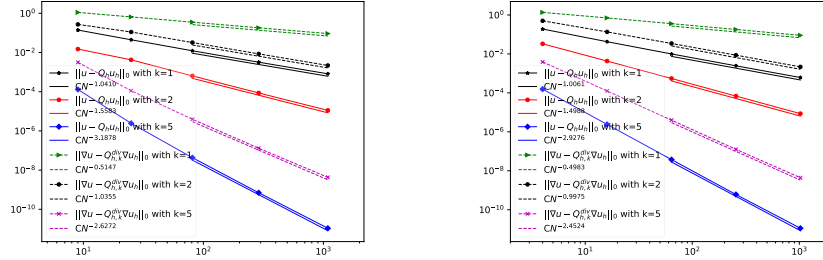 10^0
10^{-2}
10^{-4}
10^{-6}
10^{-8}
10^{-10}
||u − Q_h u_h||_0 with k=1
CN^{-1.0410}
||u − Q_h u_h||_0 with k=2
CN^{-1.5583}
||u − Q_h u_h||_0 with k=5
CN^{-3.1878}
||∇u − Q_{h,k}^{div} ∇u_h||_0 with k=1
CN^{-0.5147}
||∇u − Q_{h,k}^{div} ∇u_h||_0 with k=2
CN^{-1.0355}
||∇u − Q_{h,k}^{div} ∇u_h||_0 with k=5
CN^{-2.6272}
10^1 10^2 10^3
10^0
10^{-2}
10^{-4}
10^{-6}
10^{-8}
10^{-10}
||u − Q_h u_h||_0 with k=1
CN^{-1.0061}
||u − Q_h u_h||_0 with k=2
CN^{-1.4988}
||u − Q_h u_h||_0 with k=5
CN^{-2.9276}
||∇u − Q_{h,k}^{div} ∇u_h||_0 with k=1
CN^{-0.4983}
||∇u − Q_{h,k}^{div} ∇u_h||_0 with k=2
CN^{-0.9975}
||∇u − Q_{h,k}^{div} ∇u_h||_0 with k=5
CN^{-2.4524}
10^1 10^2 10^3